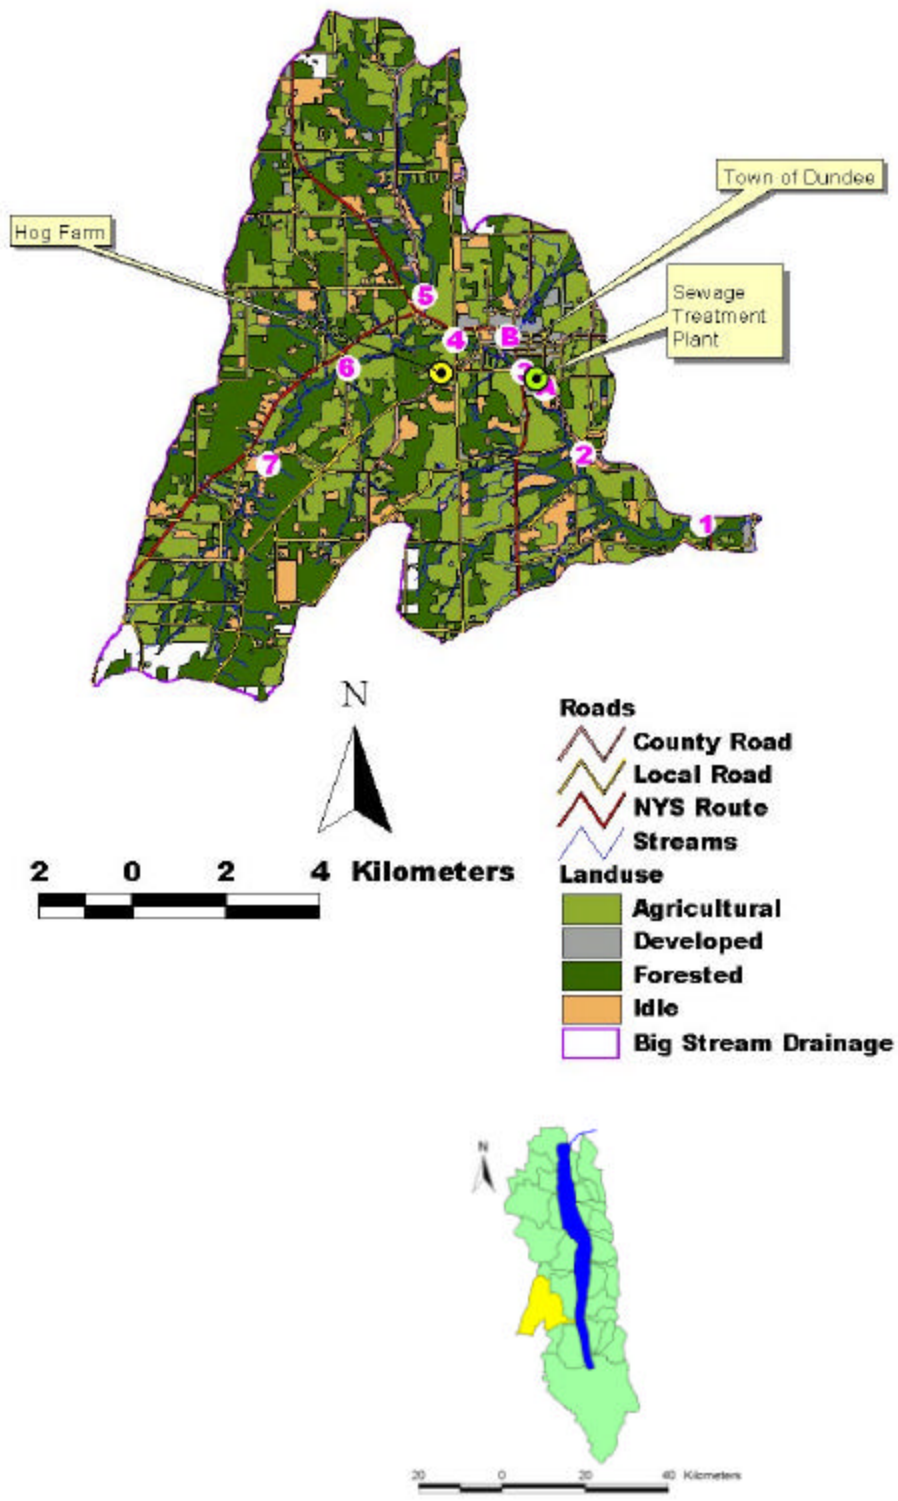 Town of Dundee
Hog Farm
Sewage
Treatment
Plant
5
4
B
6
3
A
2
7
1
N
Roads
County Road
Local Road
NYS Route
Streams
Landuse
Agricultural
Developed
Forested
Idle
Big Stream Drainage
2 0 2 4 Kilometers
N
20 0 20 40 Kilometers